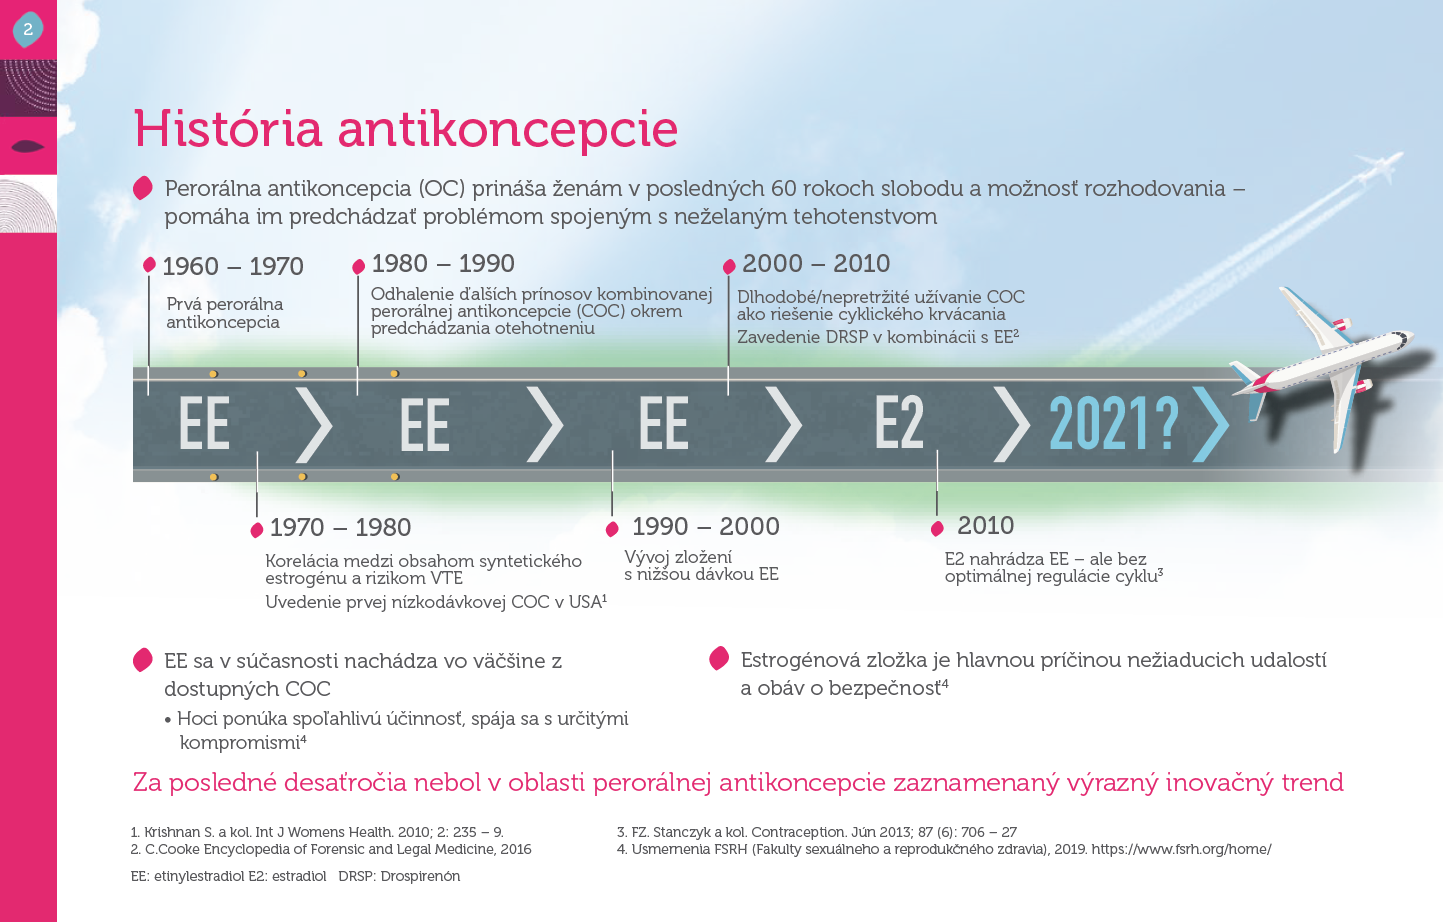 2
História antikoncepcie
Perorálna antikoncepcia (OC) prináša ženám v posledných 60 rokoch slobodu a možnosť rozhodovania –
pomáha im predchádzať problémom spojeným s neželaným tehotenstvom
1960 – 1970
Prvá perorálna
antikoncepcia
1980 – 1990
Odhalenie ďalších prínosov kombinovanej
perorálnej antikoncepcie (COC) okrem
predchádzania otehotneniu
2000 – 2010
Dlhodobé/nepretržité užívanie COC
ako riešenie cyklického krvácania
Zavedenie DRSP v kombinácii s EE²
EE
EE
EE
E2
2021?
1970 – 1980
Korelácia medzi obsahom syntetického
estrogénu a rizikom VTE
Uvedenie prvej nízkodávkovej COC v USA¹
1990 – 2000
Vývoj zložení
s nižšou dávkou EE
2010
E2 nahrádza EE – ale bez
optimálnej regulácie cyklu³
EE sa v súčasnosti nachádza vo väčšine z
dostupných COC
• Hoci ponúka spoľahlivú účinnosť, spája sa s určitými
kompromismi⁴
Estrogénová zložka je hlavnou príčinou nežiaducich udalostí
a obáv o bezpečnosť⁴
Za posledné desaťročia nebol v oblasti perorálnej antikoncepcie zaznamenaný výrazný inovačný trend
1. Krishnan S. a kol. Int J Womens Health. 2010; 2: 235 – 9.
2. C.Cooke Encyclopedia of Forensic and Legal Medicine, 2016
3. FZ. Stanczyk a kol. Contraception. Jún 2013; 87 (6): 706 – 27
4. Usmernenia FSRH (Fakulty sexuálneho a reprodukčného zdravia), 2019. https://www.fsrh.org/home/
EE: etinylestradiol E2: estradiol DRSP: Drospirenón